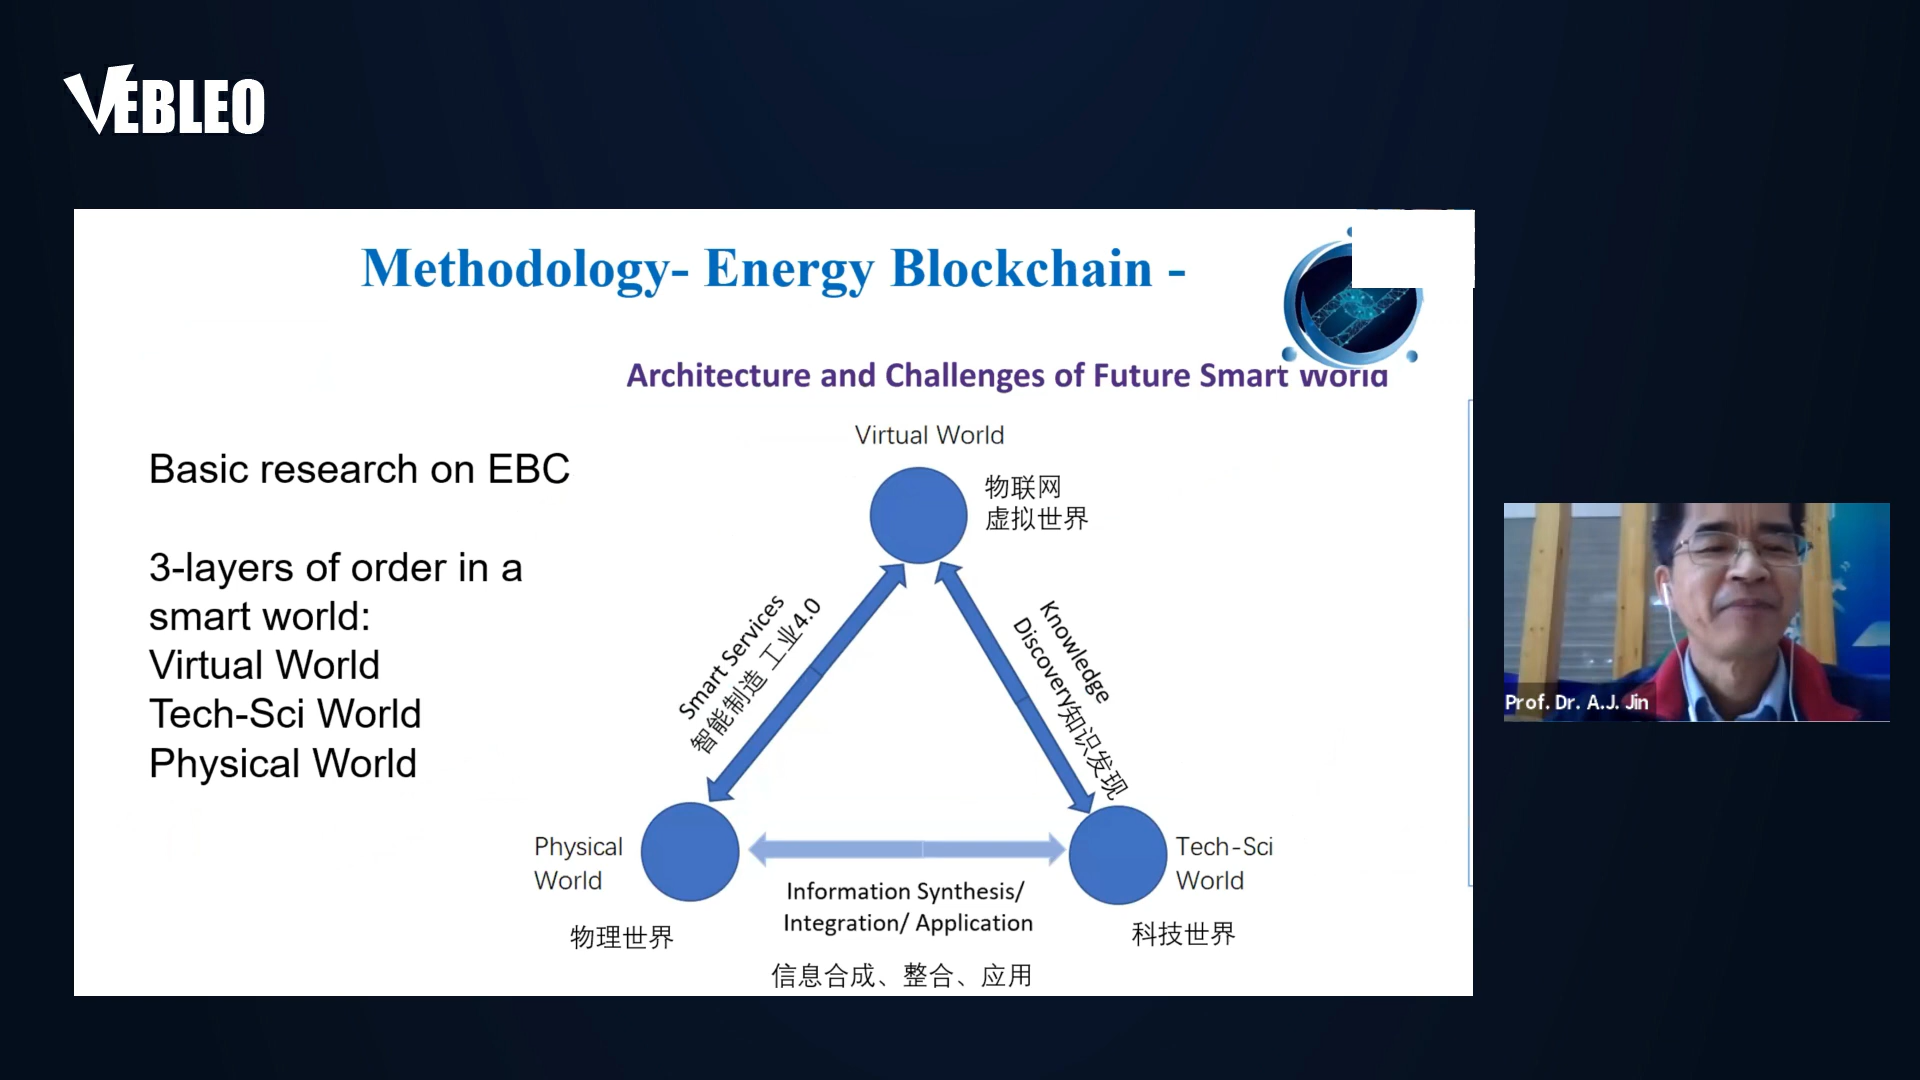 VEBLEO
Methodology- Energy Blockchain -
Architecture and Challenges of Future Smart World
Basic research on EBC
3-layers of order in a
smart world:
Virtual World
Tech-Sci World
Physical World
Virtual World
物联网
虚拟世界
Smart Services
智能制造 工业4.0
Knowledge
Discovery知识发现
Physical
World
物理世界
Tech-Sci
World
科技世界
Information Synthesis/
Integration/ Application
信息合成、整合、应用
Prof. Dr. A.J. Jin